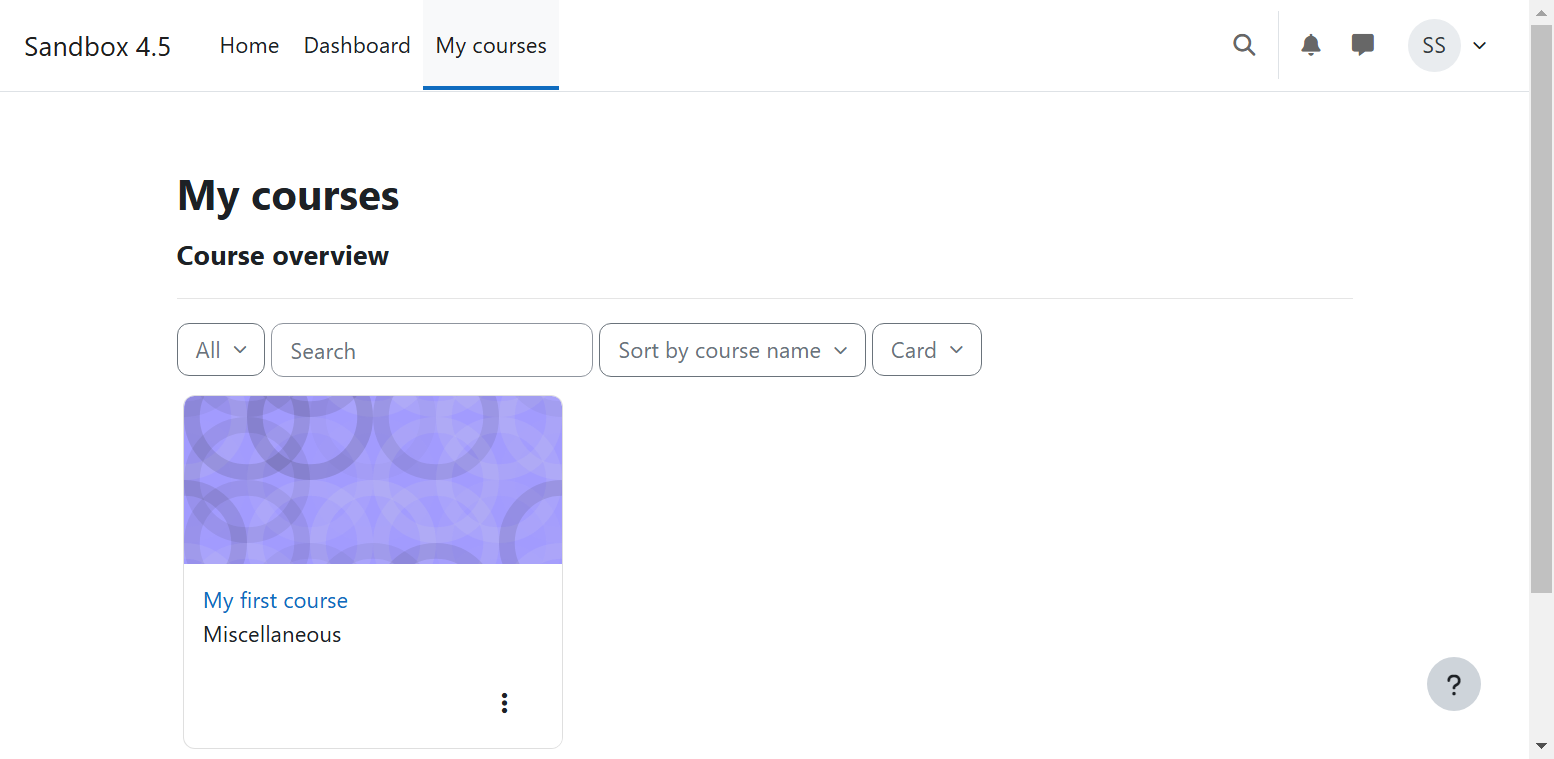 Sandbox 4.5 Home Dashboard My courses SS
My courses
Course overview
All Search Sort by course name Card
My first course
Miscellaneous
?